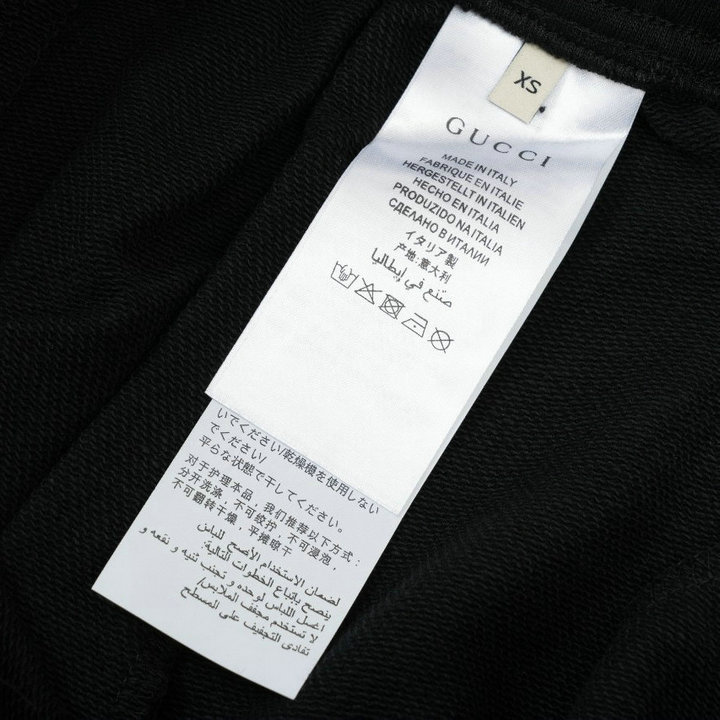 XS
GUCCI
MADE IN ITALY
FABRIQUE EN ITALIE
HERGESTELLT IN ITALIEN
HECHO EN ITALIA
PRODUZIDO NA ITALIA
СДЕЛАНО В ИТАЛИИ
イタリア製
产地:意大利
صنع في إيطاليا
いでください/乾燥機を使用しない
でください/
平らな状態で干してください。
对于护理本品，我们推荐以下方式:
分开洗涤，不可绞拧，不可浸泡，
不可翻转干燥，平摊晾干
لضمان الاستخدام الأصح للباس
ينصح بإتباع الخطوات التالية:
اغسل اللباس لوحده و تجنب ثنيه و نقعه و
لا تستخدم مجفف الملابس/
تفادى التجفيف على المسطح